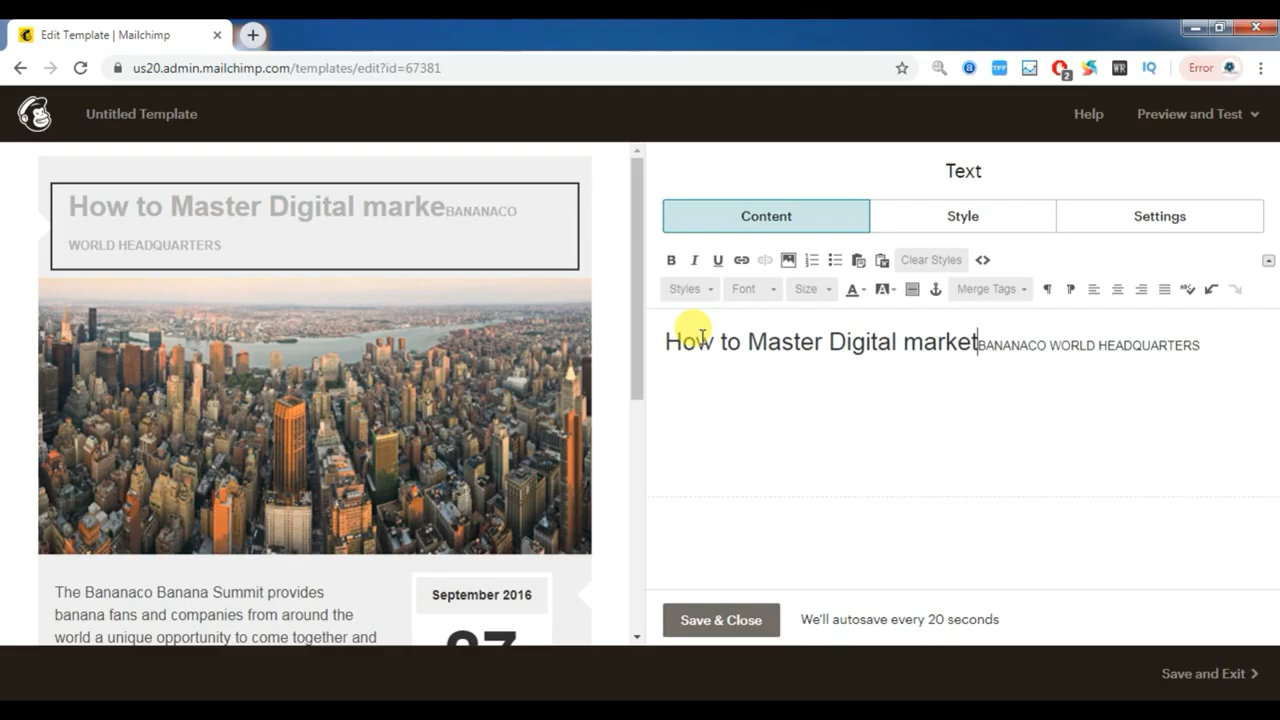 Edit Template | Mailchimp
us20.admin.mailchimp.com/templates/edit?id=67381
2
Error
Untitled Template
Help
Preview and Test
How to Master Digital markeBANANACO
WORLD HEADQUARTERS
The Bananaco Banana Summit provides
banana fans and companies from around the
world a unique opportunity to come together and
September 2016
Text
Content
Style
Settings
B I U
Clear Styles
Styles
Font
Size
A
A
Merge Tags
ABC
How to Master Digital marketBANANACO WORLD HEADQUARTERS
Save & Close
We'll autosave every 20 seconds
Save and Exit